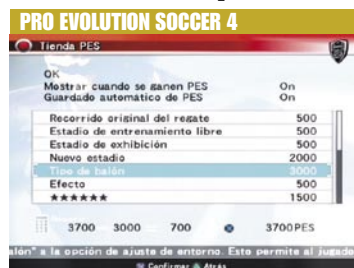 PRO EVOLUTION SOCCER 4
Tienda PES
OK
Mostrar cuando se ganen PES On
Guardado automático de PES On
Recorrido original del regate 500
Estadio de entrenamiento libre 500
Estadio de exhibición 500
Nuevo estadio 2000
Tipo de balón 3000
Efecto 500
★★★★★★ 1500
3700 3000 700 3700PES
alón" a la opción de ajuste de entorno. Esto permite al jugado
Confirmar Atrás